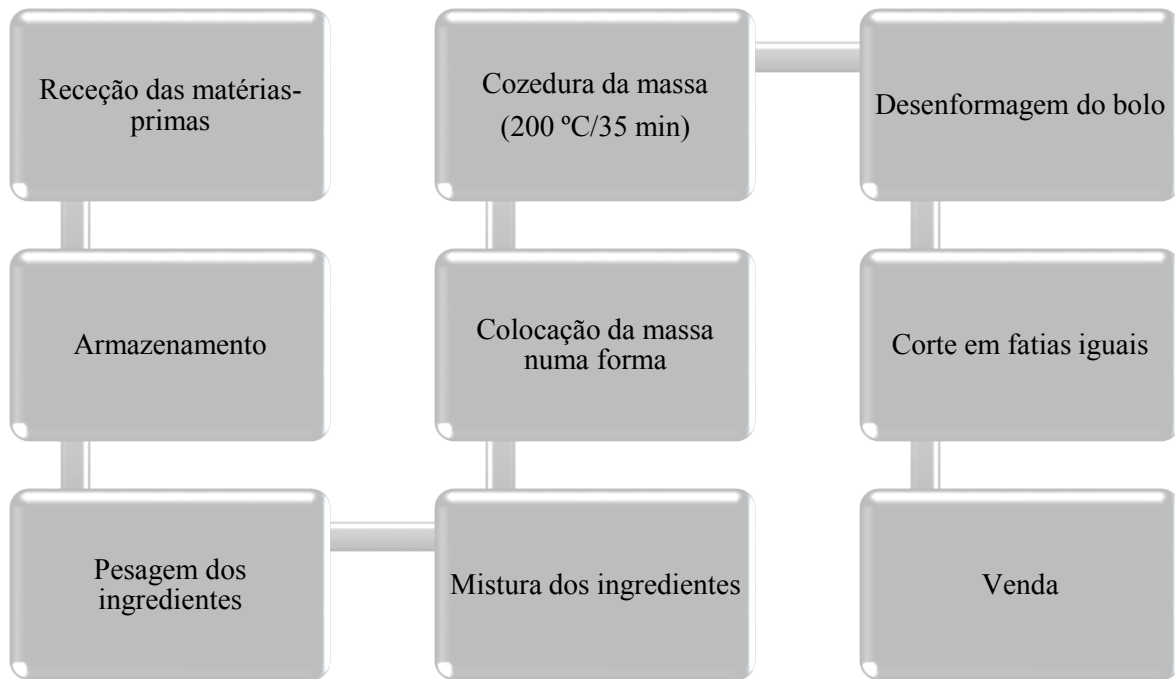 Receção das matérias-
primas
Armazenamento
Pesagem dos
ingredientes
Mistura dos ingredientes
Colocação da massa
numa forma
Cozedura da massa
(200 ºC/35 min)
Desenformagem do bolo
Corte em fatias iguais
Venda